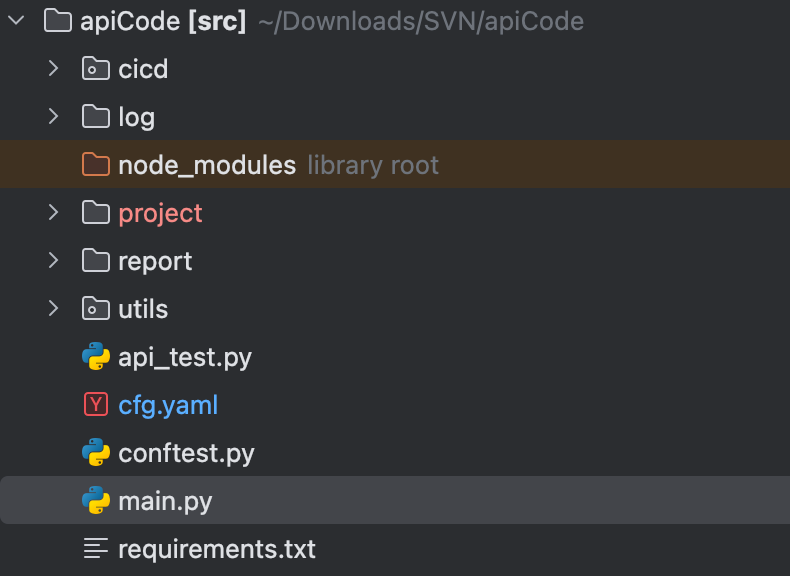 apiCode [src] ~/Downloads/SVN/apiCode
cicd
log
node_modules library root
project
report
utils
api_test.py
Y cfg.yaml
conftest.py
main.py
requirements.txt